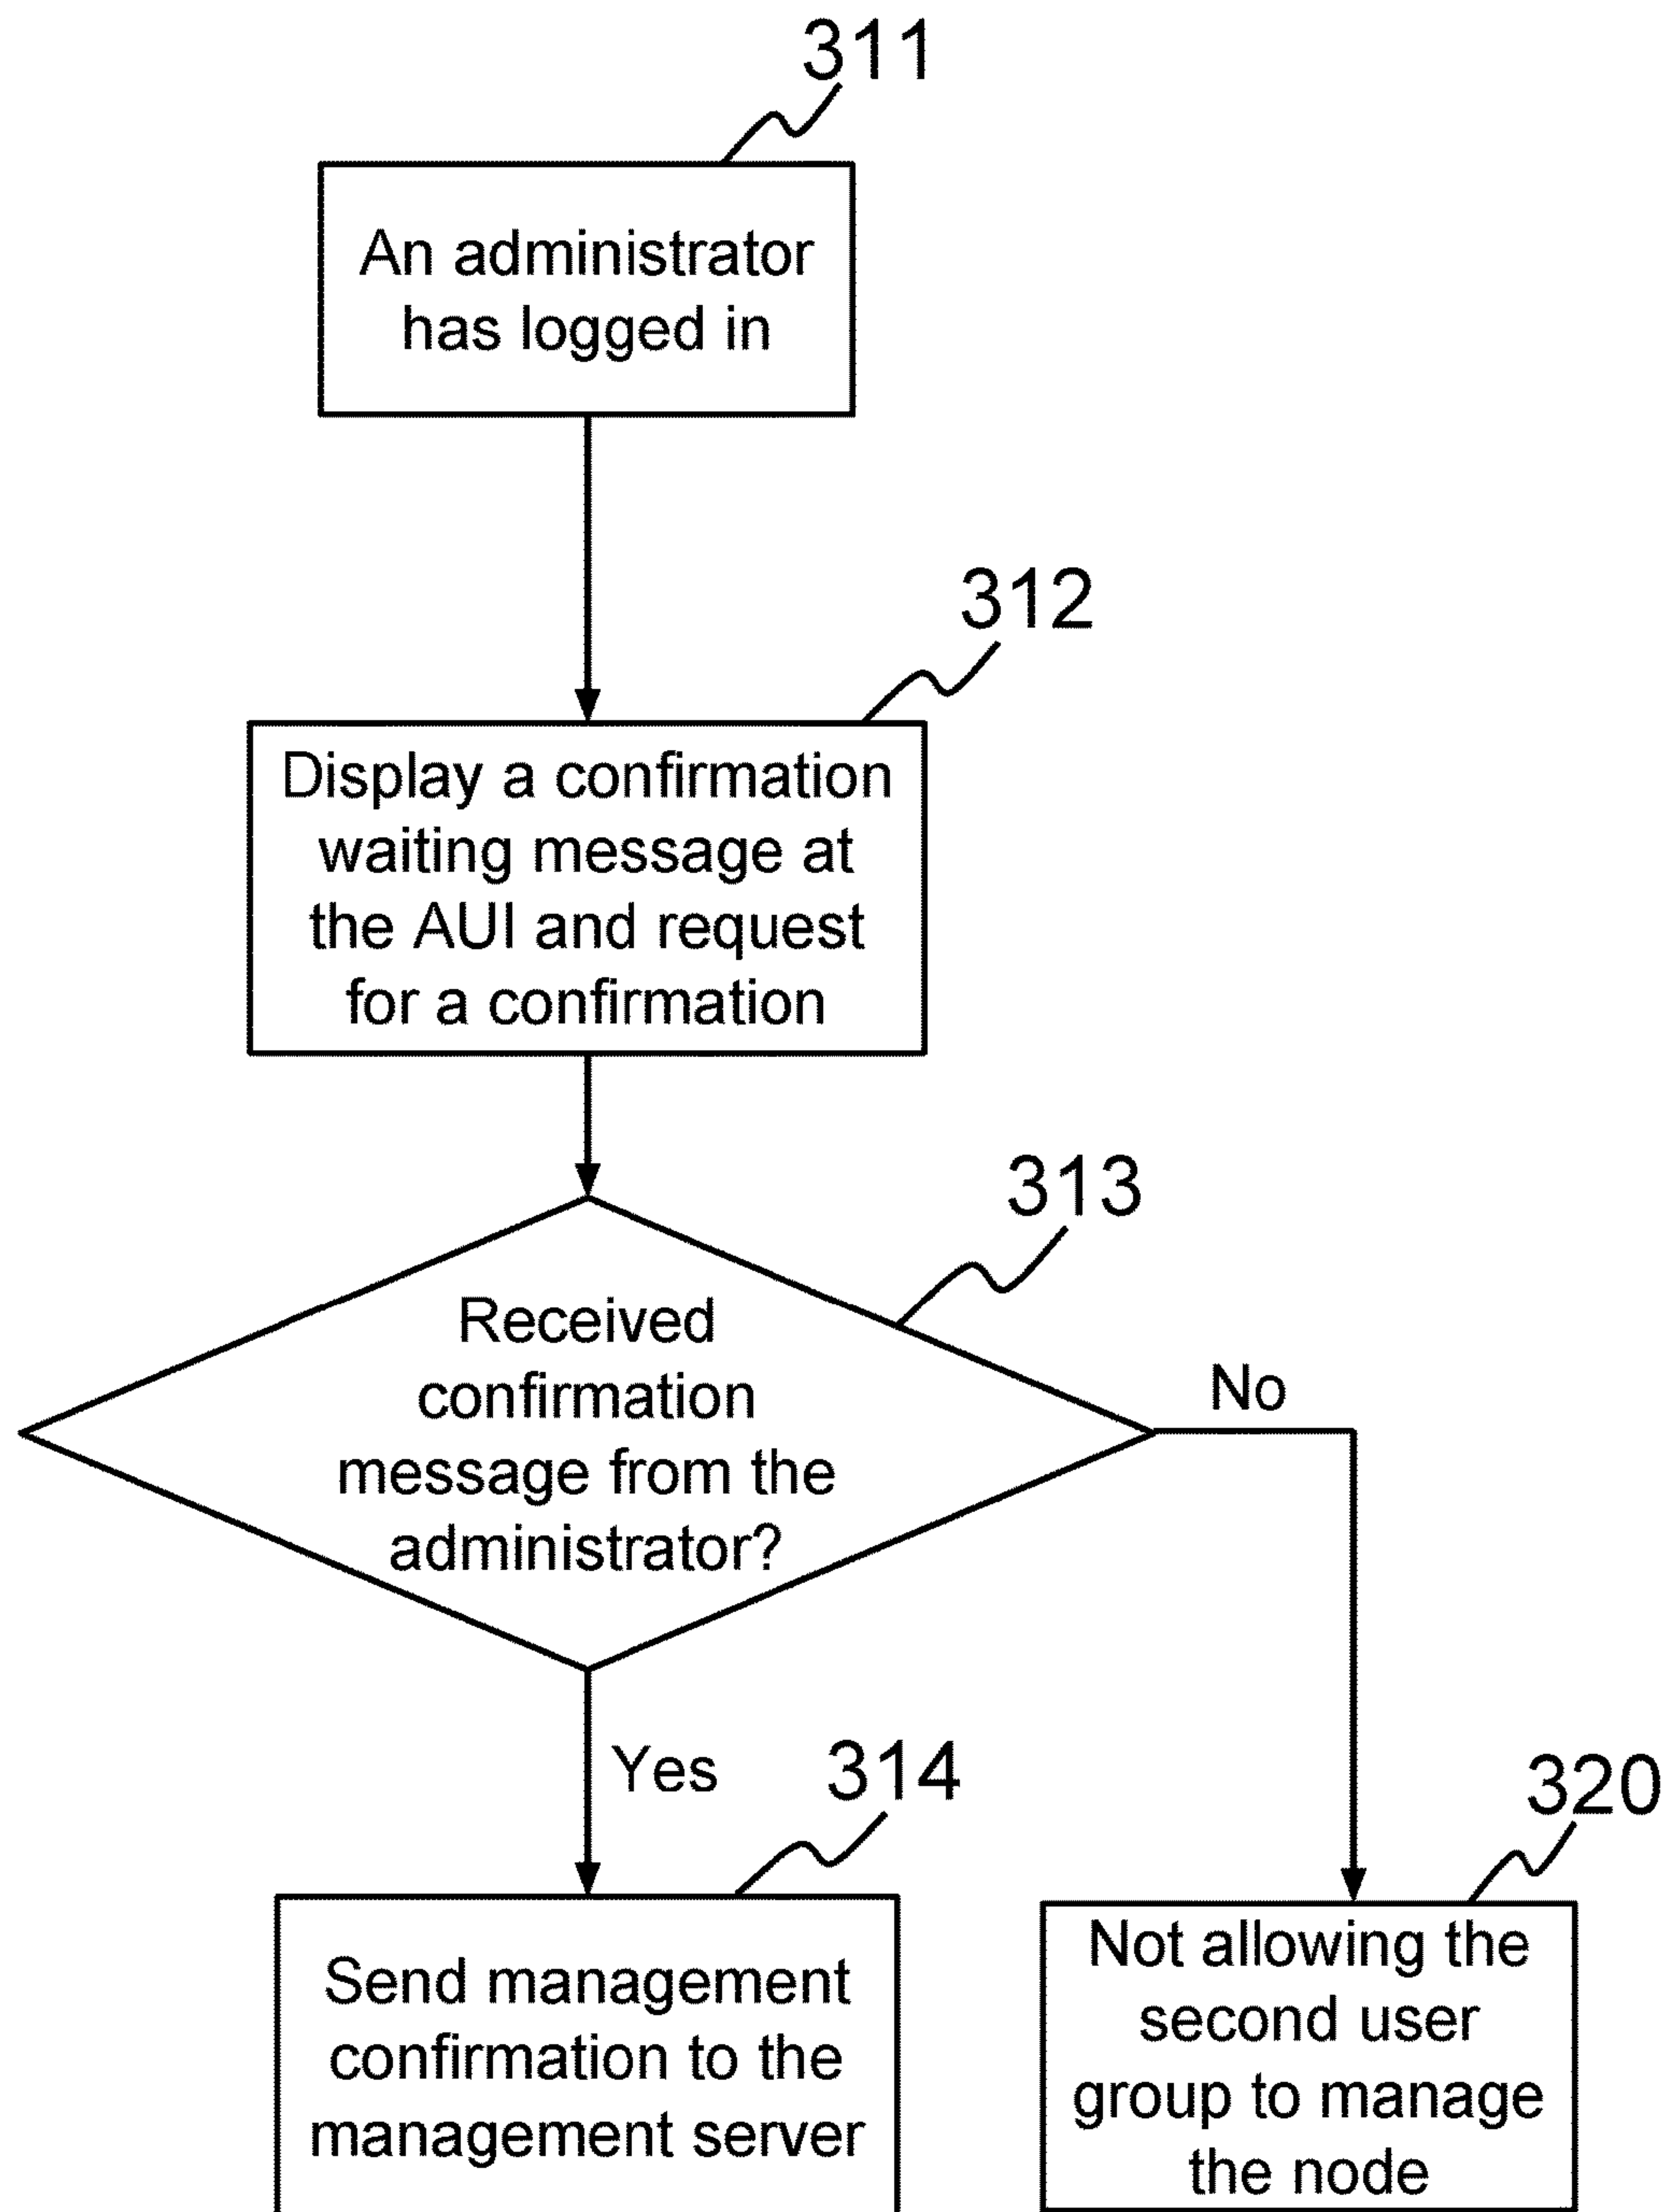 311
An administrator
has logged in
312
Display a confirmation
waiting message at
the AUI and request
for a confirmation
313
Received
confirmation
message from the
administrator?
No
Yes
314
320
Send management
confirmation to the
management server
Not allowing the
second user
group to manage
the node